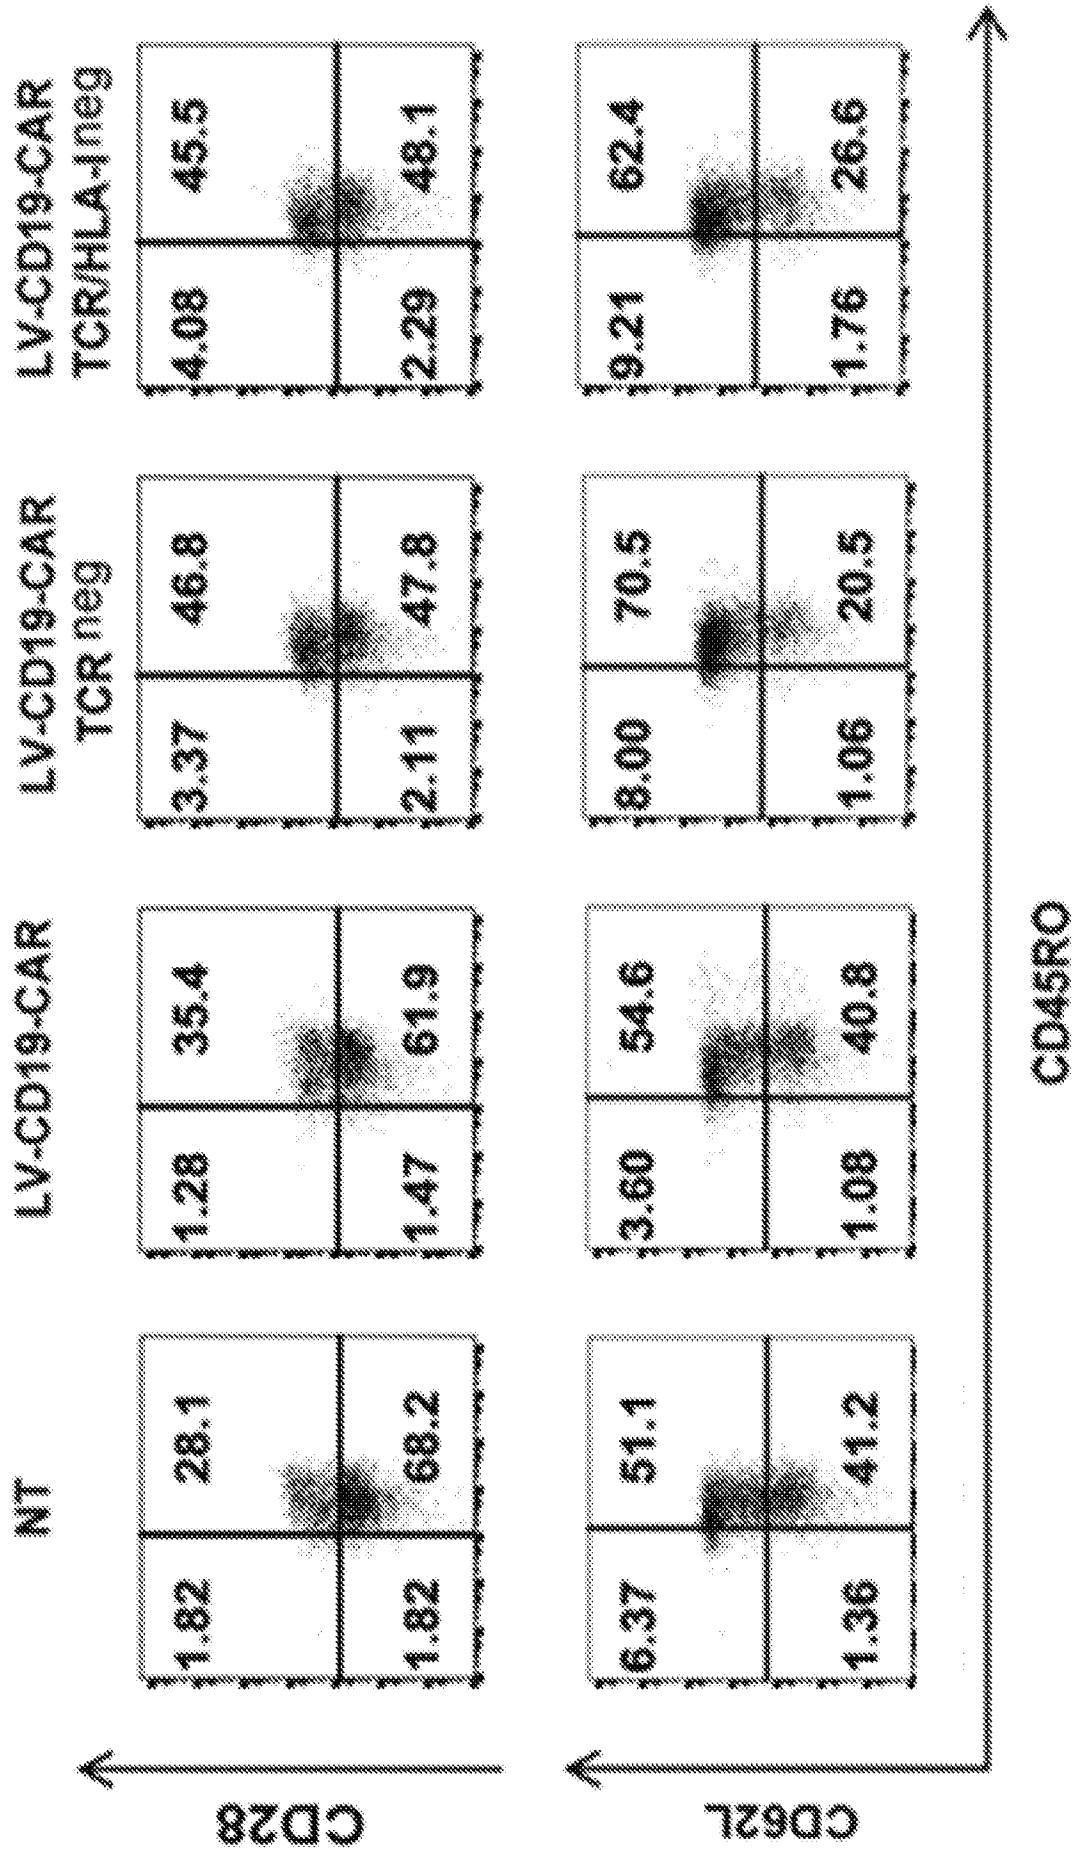 NT
LV-CD19-CAR
LV-CD19-CAR
TCR neg
LV-CD19-CAR
TCR/HLA-I neg
CD28
1.82 28.1
1.82 68.2
1.28 35.4
1.47 61.9
3.37 46.8
2.11 47.8
4.08 45.5
2.29 48.1
CD62L
6.37 51.1
1.36 41.2
3.60 54.6
1.08 40.8
8.00 70.5
1.06 20.5
9.21 62.4
1.76 26.6
CD45RO